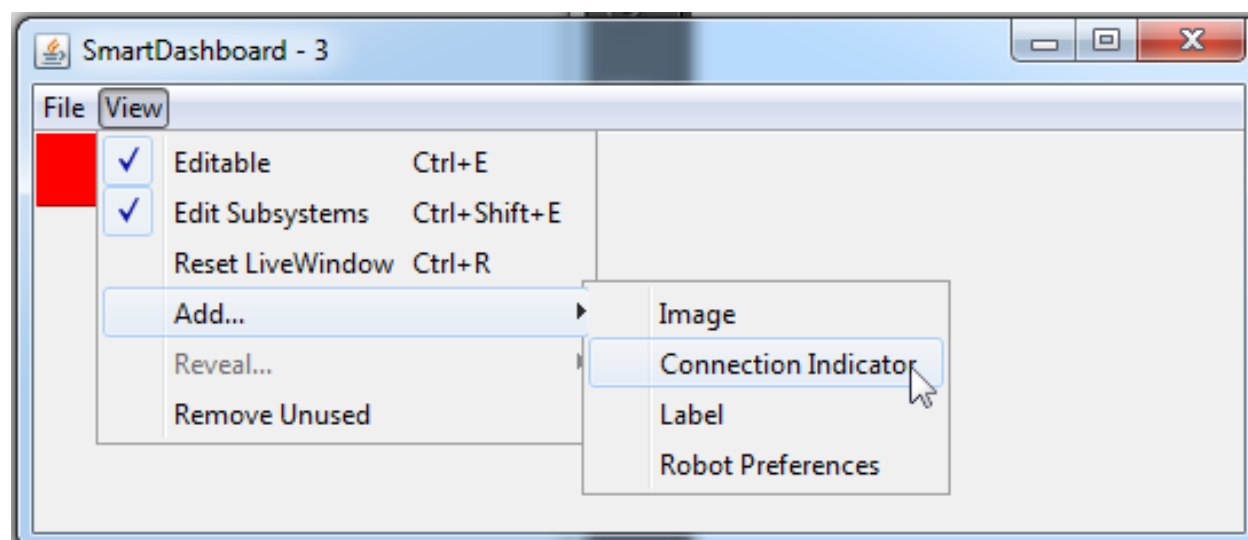 SmartDashboard - 3
File View
Editable Ctrl+E
Edit Subsystems Ctrl+Shift+E
Reset LiveWindow Ctrl+R
Add...
Reveal...
Remove Unused
Image
Connection Indicator
Label
Robot Preferences